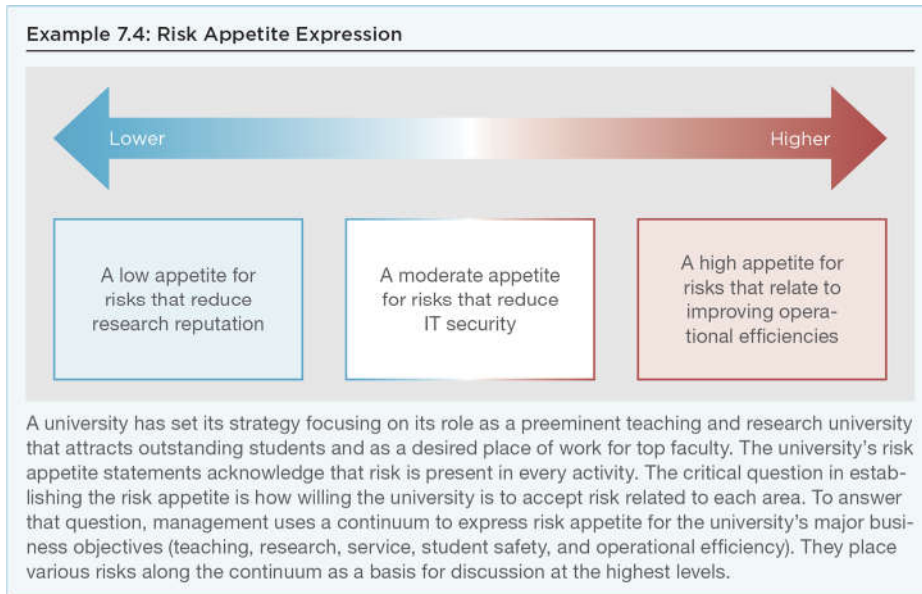 Example 7.4: Risk Appetite Expression
Lower
Higher
A low appetite for
risks that reduce
research reputation
A moderate appetite
for risks that reduce
IT security
A high appetite for
risks that relate to
improving opera-
tional efficiencies
A university has set its strategy focusing on its role as a preeminent teaching and research university
that attracts outstanding students and as a desired place of work for top faculty. The university's risk
appetite statements acknowledge that risk is present in every activity. The critical question in estab-
lishing the risk appetite is how willing the university is to accept risk related to each area. To answer
that question, management uses a continuum to express risk appetite for the university's major busi-
ness objectives (teaching, research, service, student safety, and operational efficiency). They place
various risks along the continuum as a basis for discussion at the highest levels.